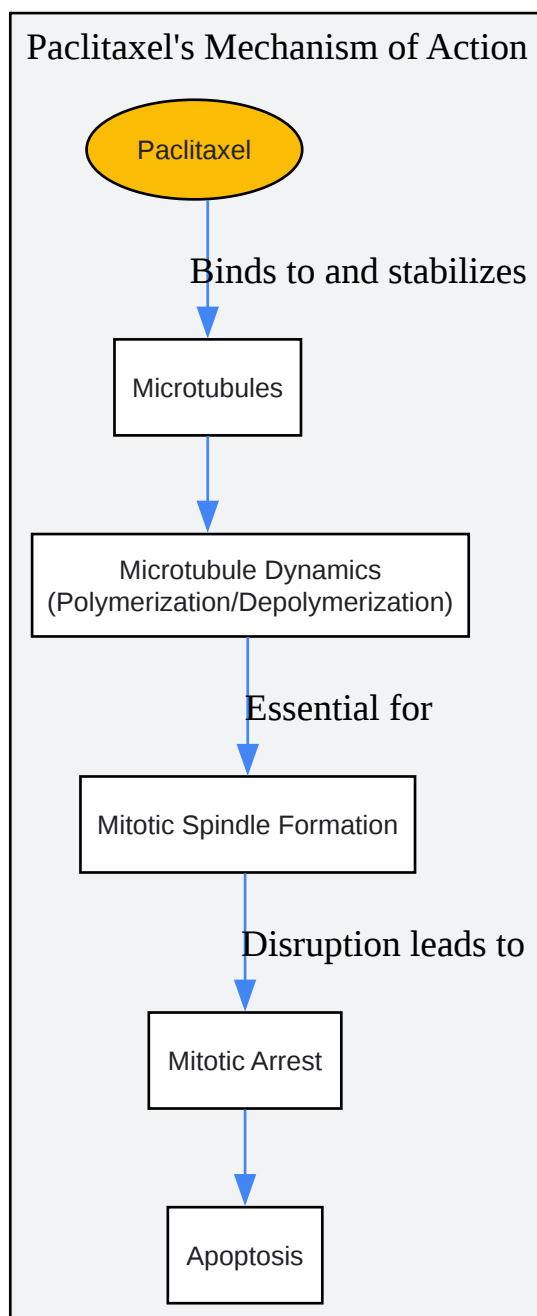 Paclitaxel's Mechanism of Action
Paclitaxel
Binds to and stabilizes
Microtubules
Microtubule Dynamics
(Polymerization/Depolymerization)
Essential for
Mitotic Spindle Formation
Disruption leads to
Mitotic Arrest
Apoptosis